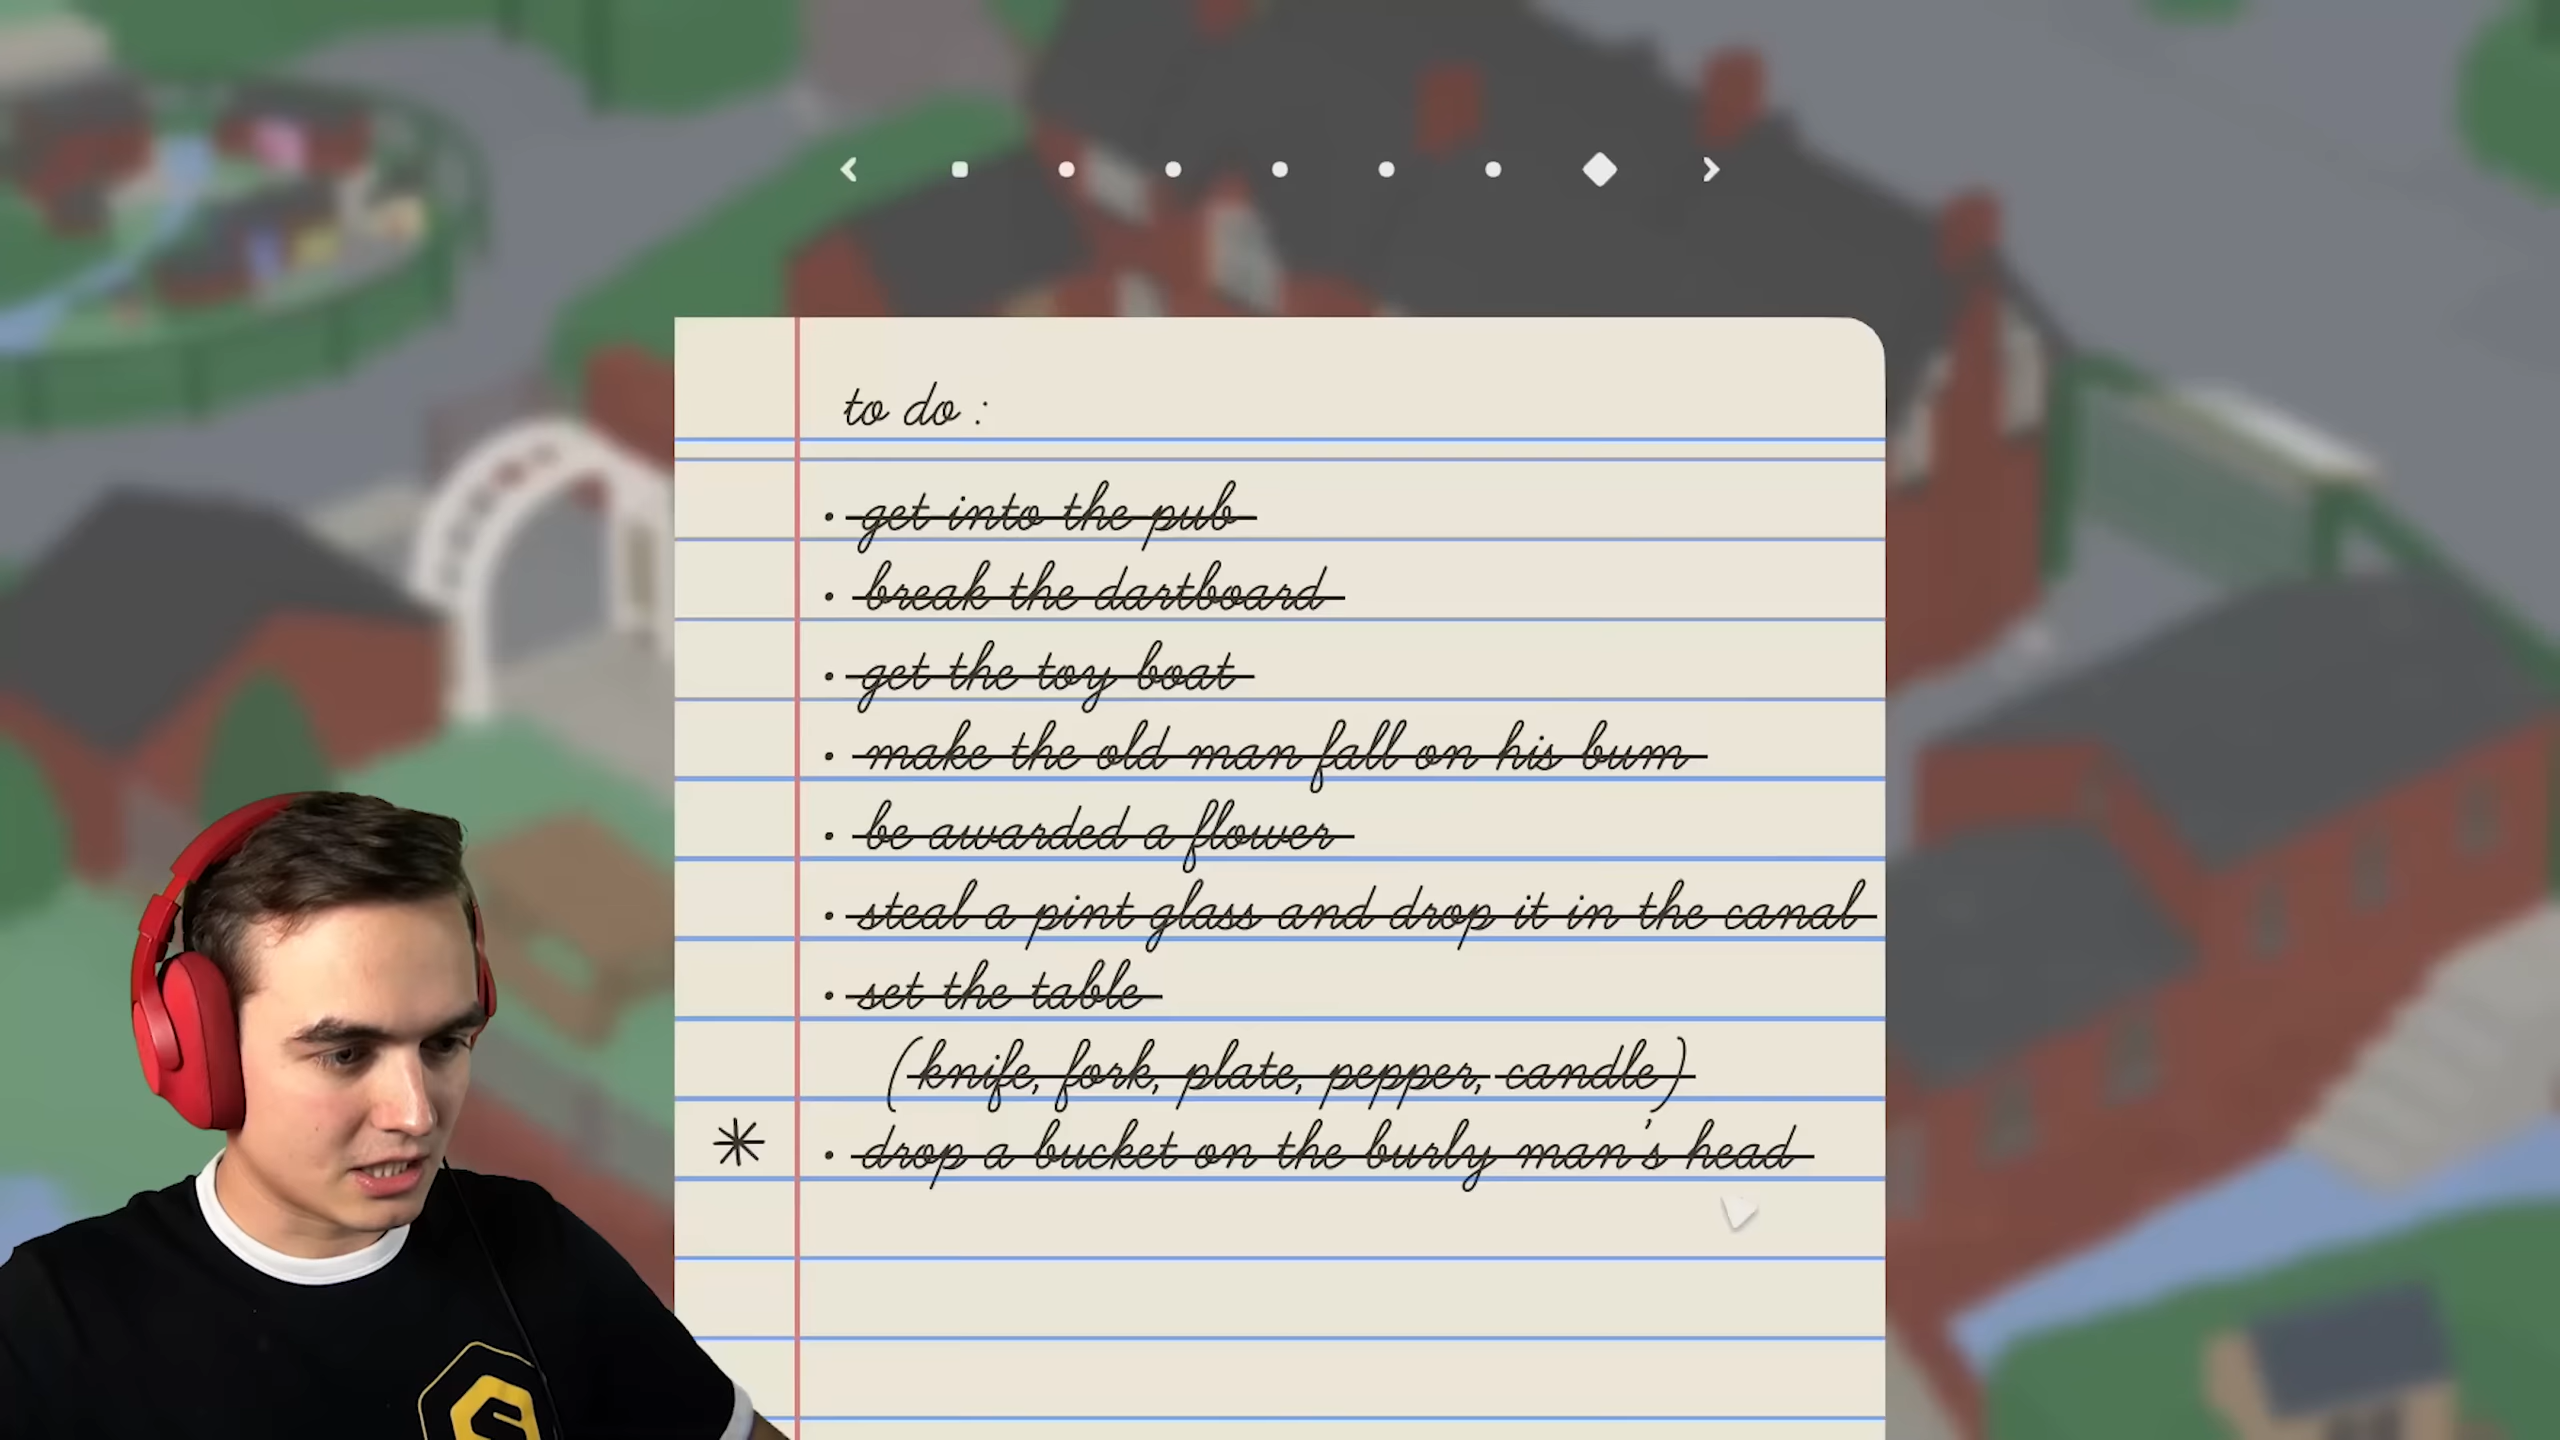 to do :
• get into the pub
• break the dartboard
• get the toy boat
• make the old man fall on his bum
• be awarded a flower
• steal a pint glass and drop it in the canal
• set the table
(knife, fork, plate, pepper, candle)
• drop a bucket on the burly man's head